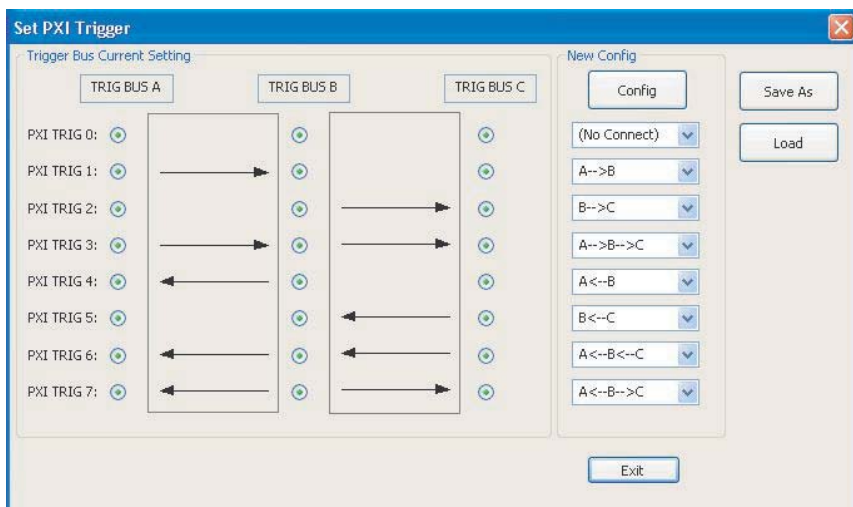 Set PXI Trigger
Trigger Bus Current Setting
New Config
TRIG BUS A
TRIG BUS B
TRIG BUS C
Config
Save As
PXI TRIG 0:
(No Connect)
Load
PXI TRIG 1:
A-->B
PXI TRIG 2:
B-->C
PXI TRIG 3:
A-->B-->C
PXI TRIG 4:
A<--B
PXI TRIG 5:
B<--C
PXI TRIG 6:
A<--B<--C
PXI TRIG 7:
A<--B-->C
Exit